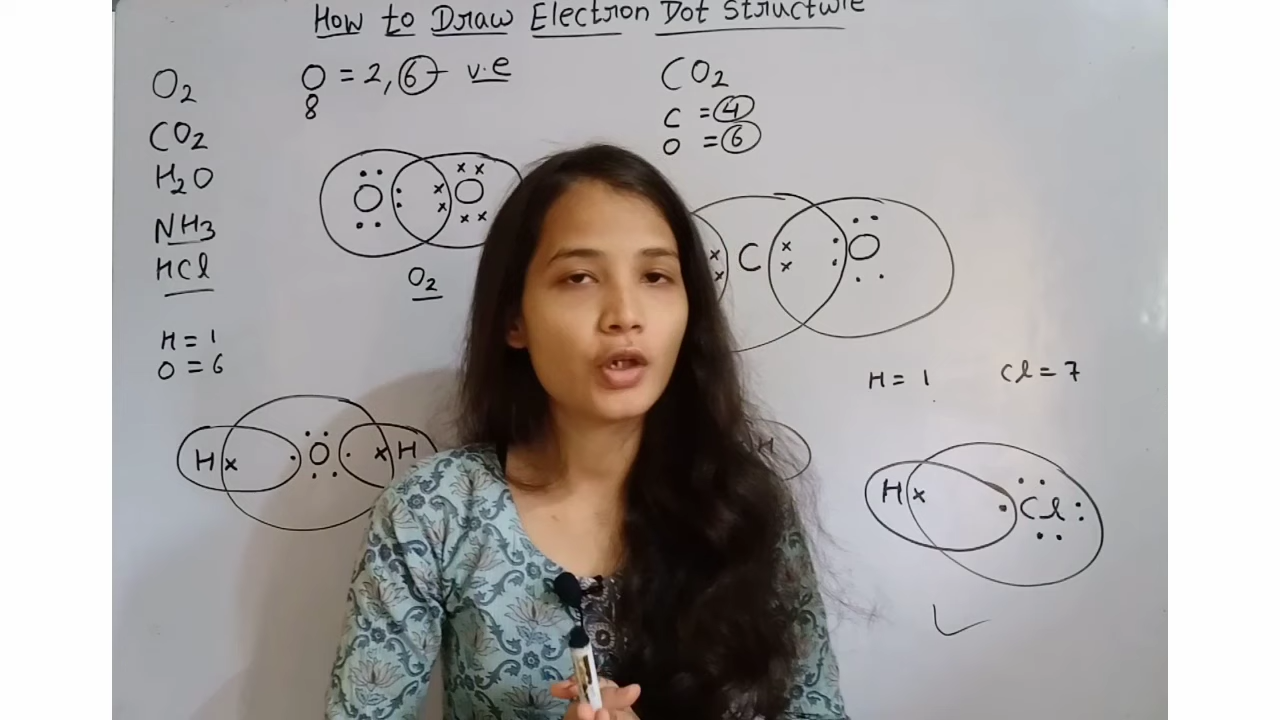 How to Draw Electron Dot Structure
O2
CO2
H2O
NH3
HCl
H = 1
O = 6
O = 2, 6 v.e
8
O O
O2
H O H
CO2
C = 4
O = 6
C O
H
H = 1 Cl = 7
H Cl